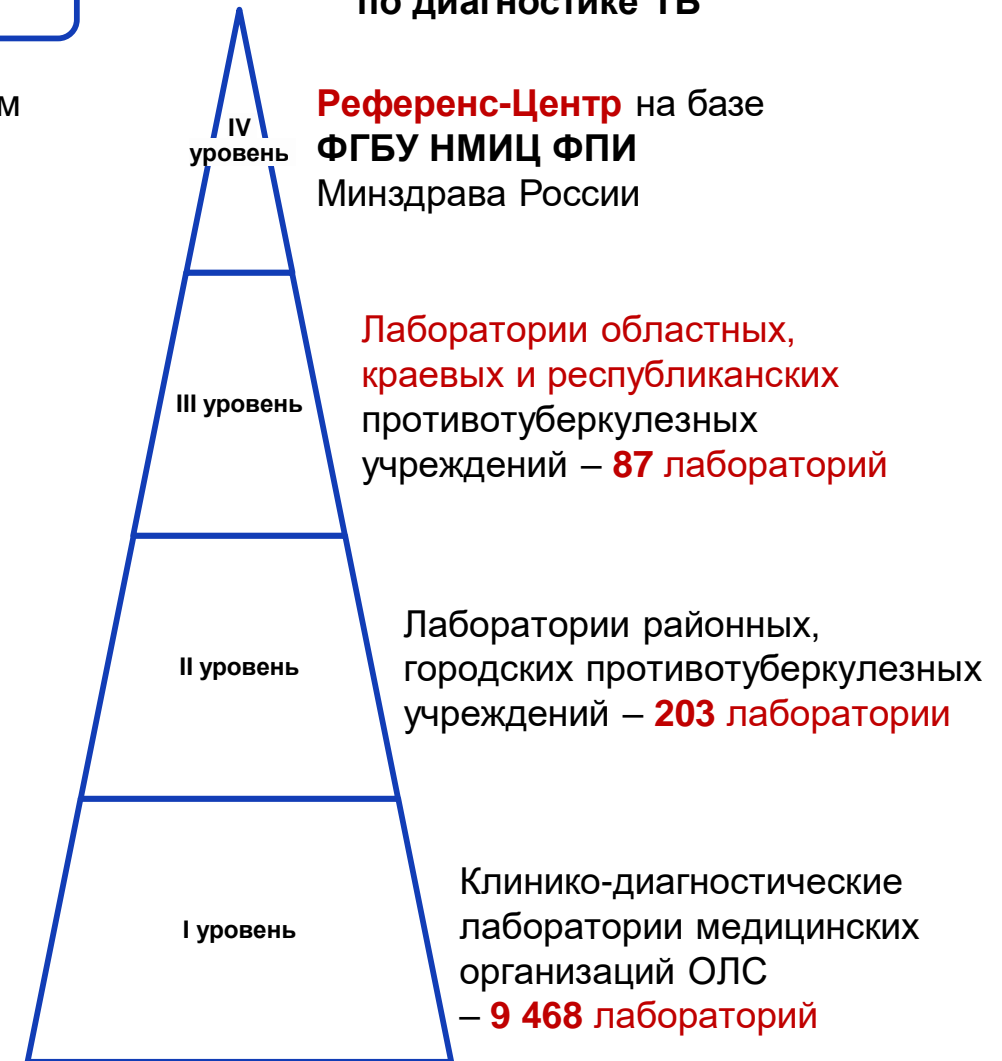 по диагностике ТБ
м
IV
уровень
Референс-Центр на базе
ФГБУ НМИЦ ФПИ
Минздрава России
III уровень
Лаборатории областных,
краевых и республиканских
противотуберкулезных
учреждений – 87 лабораторий
II уровень
Лаборатории районных,
городских противотуберкулезных
учреждений – 203 лаборатории
I уровень
Клинико-диагностические
лаборатории медицинских
организаций ОЛС
– 9 468 лабораторий